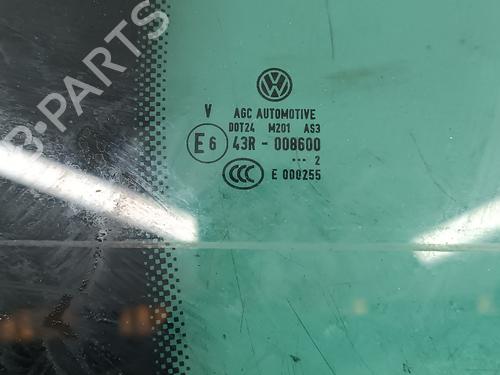 B-PARTS
VW
V AGC AUTOMOTIVE
DOT24 M201 AS3
E6 43R - 008600
... 2
CCC E 000255